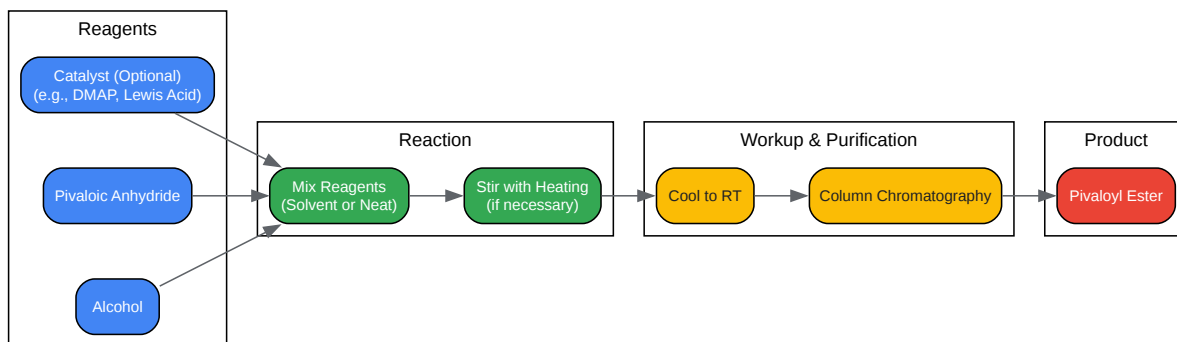 Reagents
Catalyst (Optional)
(e.g., DMAP, Lewis Acid)
Pivaloic Anhydride
Alcohol
Reaction
Mix Reagents
(Solvent or Neat)
Stir with Heating
(if necessary)
Workup & Purification
Cool to RT
Column Chromatography
Product
Pivaloyl Ester